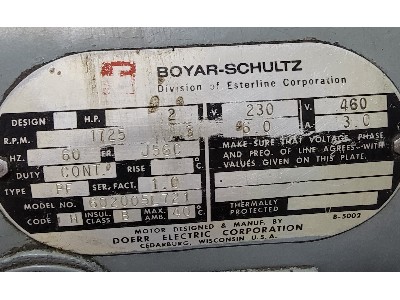 BOYAR-SCHULTZ
Division of Esterline Corporation
DESIGN H.P. 2 V. 230 V. 460
R.P.M. 1725 A. 6.0 A. 3.0
HZ. 60
DUTY CONT. RISE °C
TYPE PF SER. FACT. 1.0
MODEL NO.
CODE H INSUL. CLASS B MAX. AMB. 40 °C
MAKE SURE THAT VOLTAGE, PHASE
AND FREQ. OF LINE AGREES WITH
VALUES GIVEN ON THIS PLATE.
THERMALLY
PROTECTED
B-5002
MOTOR DESIGNED & MANUF. BY
DOERR ELECTRIC CORPORATION
CEDARBURG, WISCONSIN U.S.A.